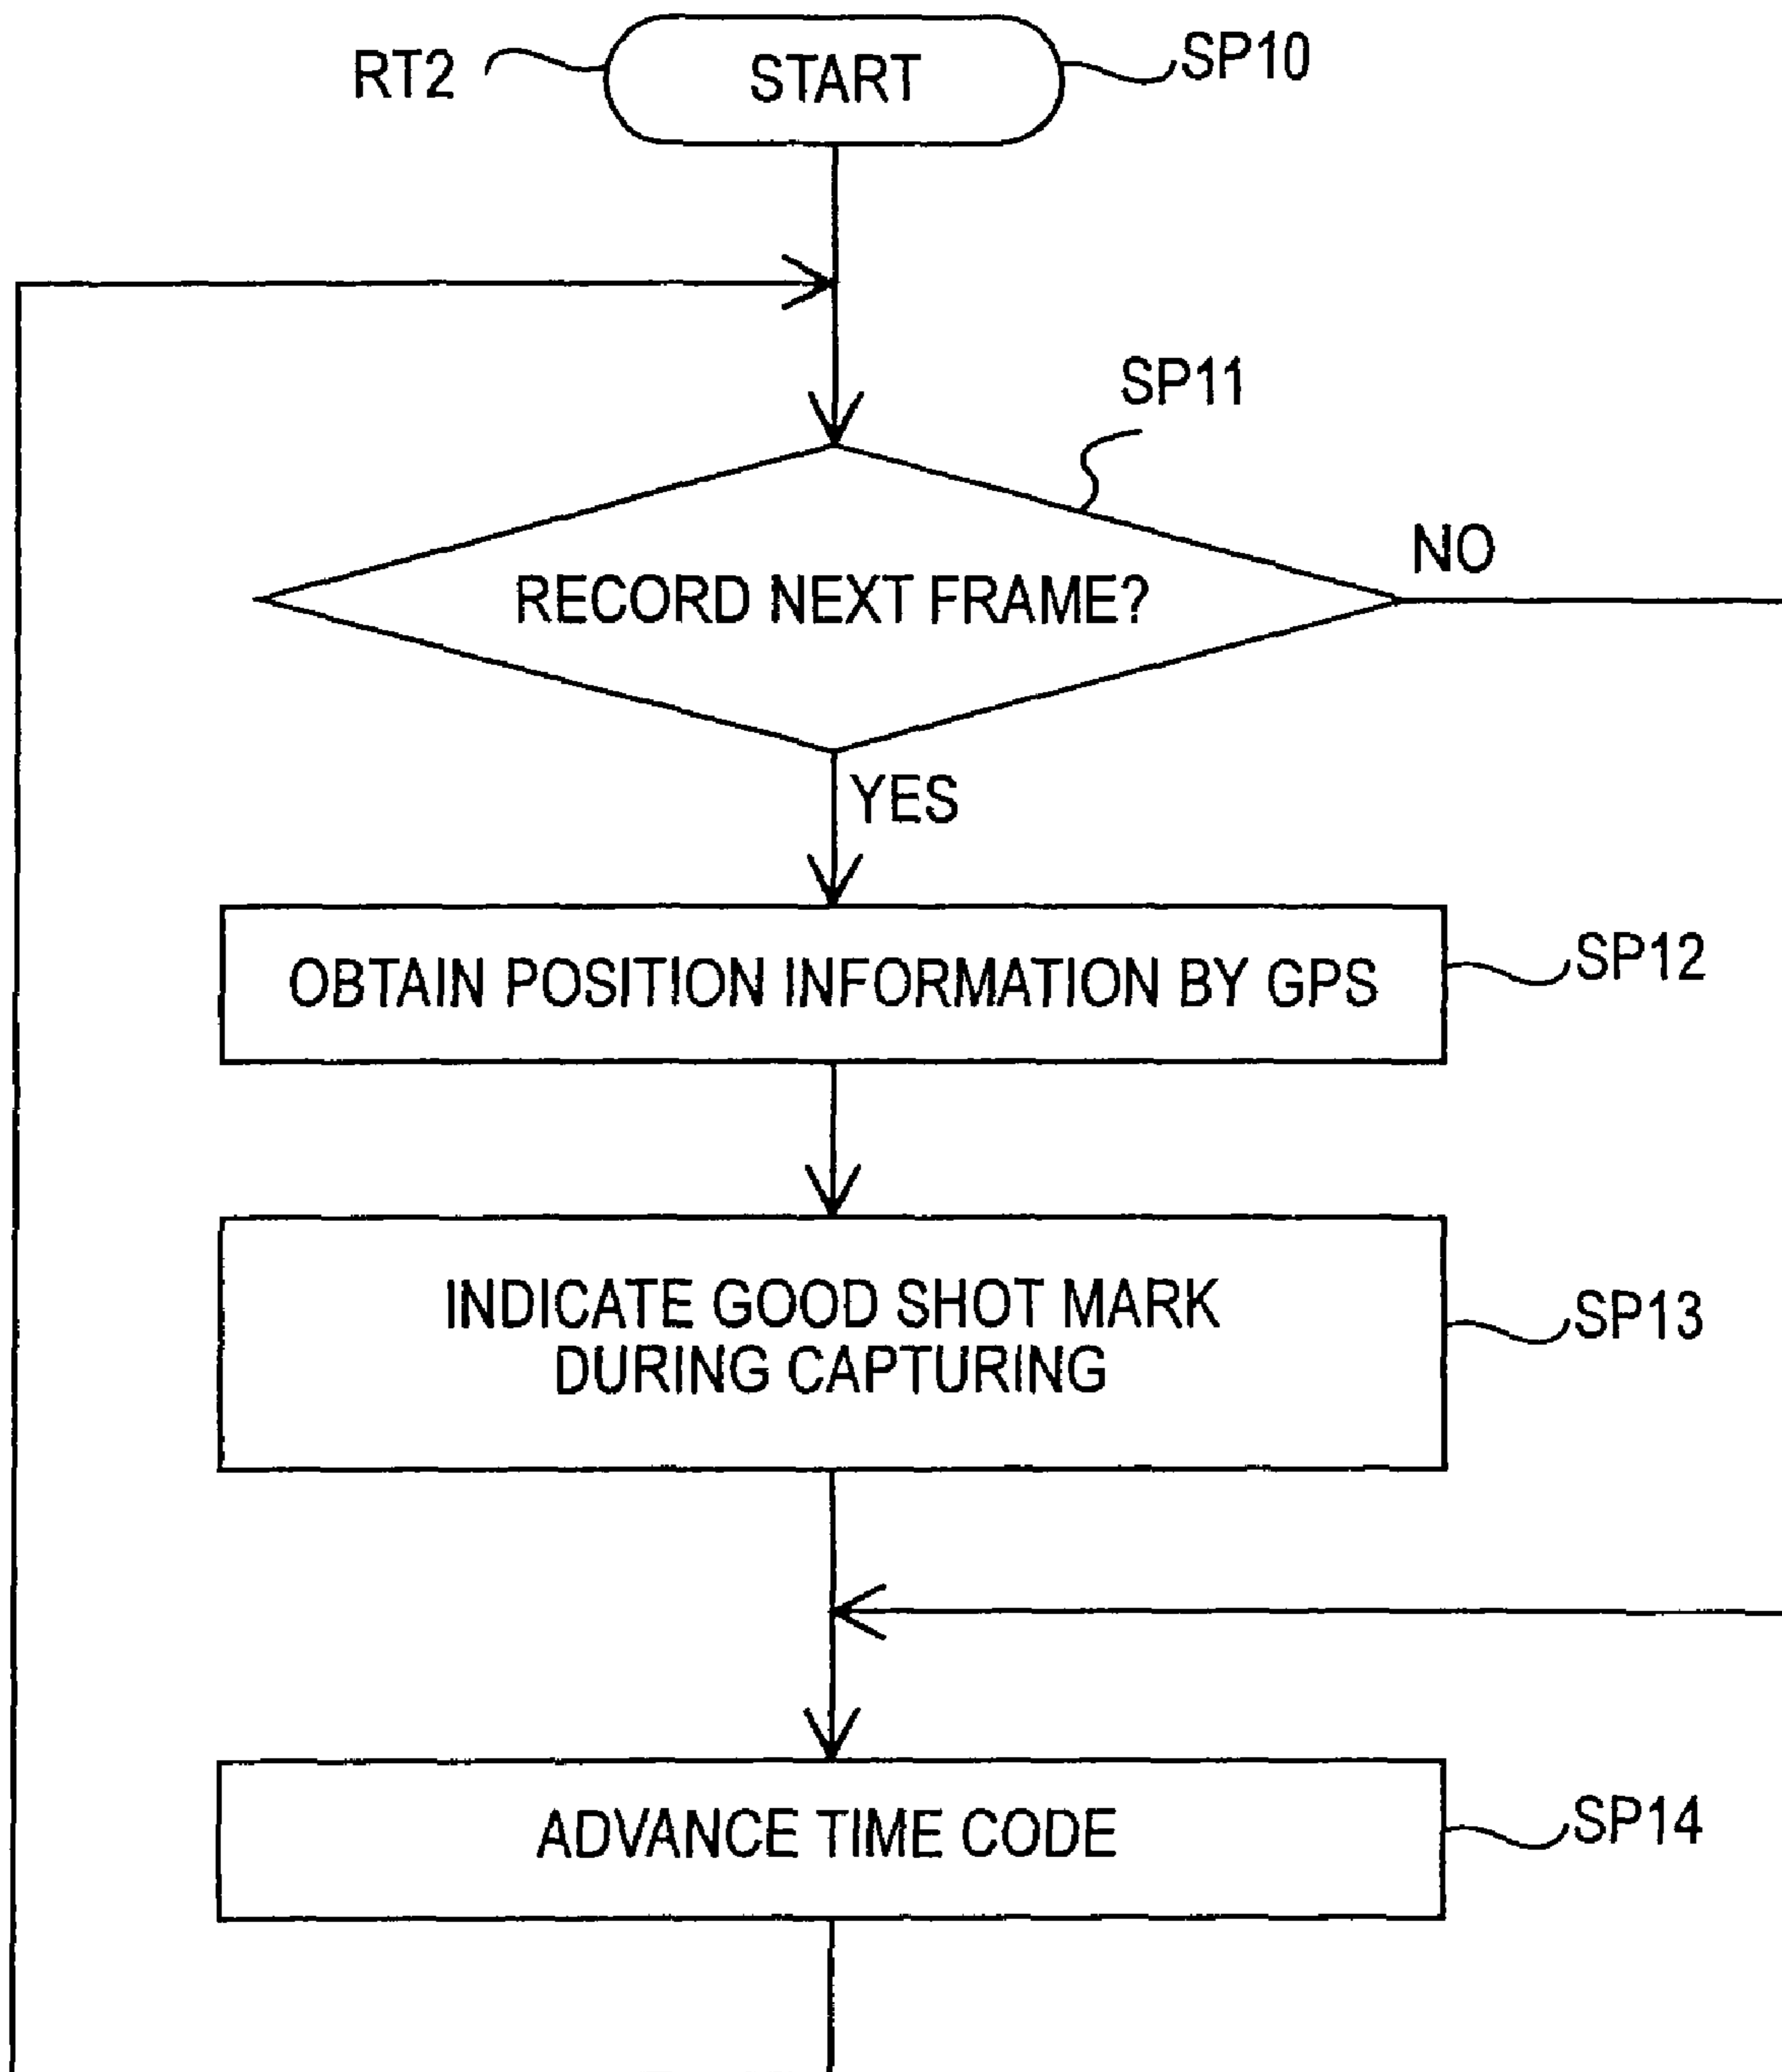 RT2
START
SP10
SP11
RECORD NEXT FRAME?
NO
YES
OBTAIN POSITION INFORMATION BY GPS
SP12
INDICATE GOOD SHOT MARK
DURING CAPTURING
SP13
ADVANCE TIME CODE
SP14